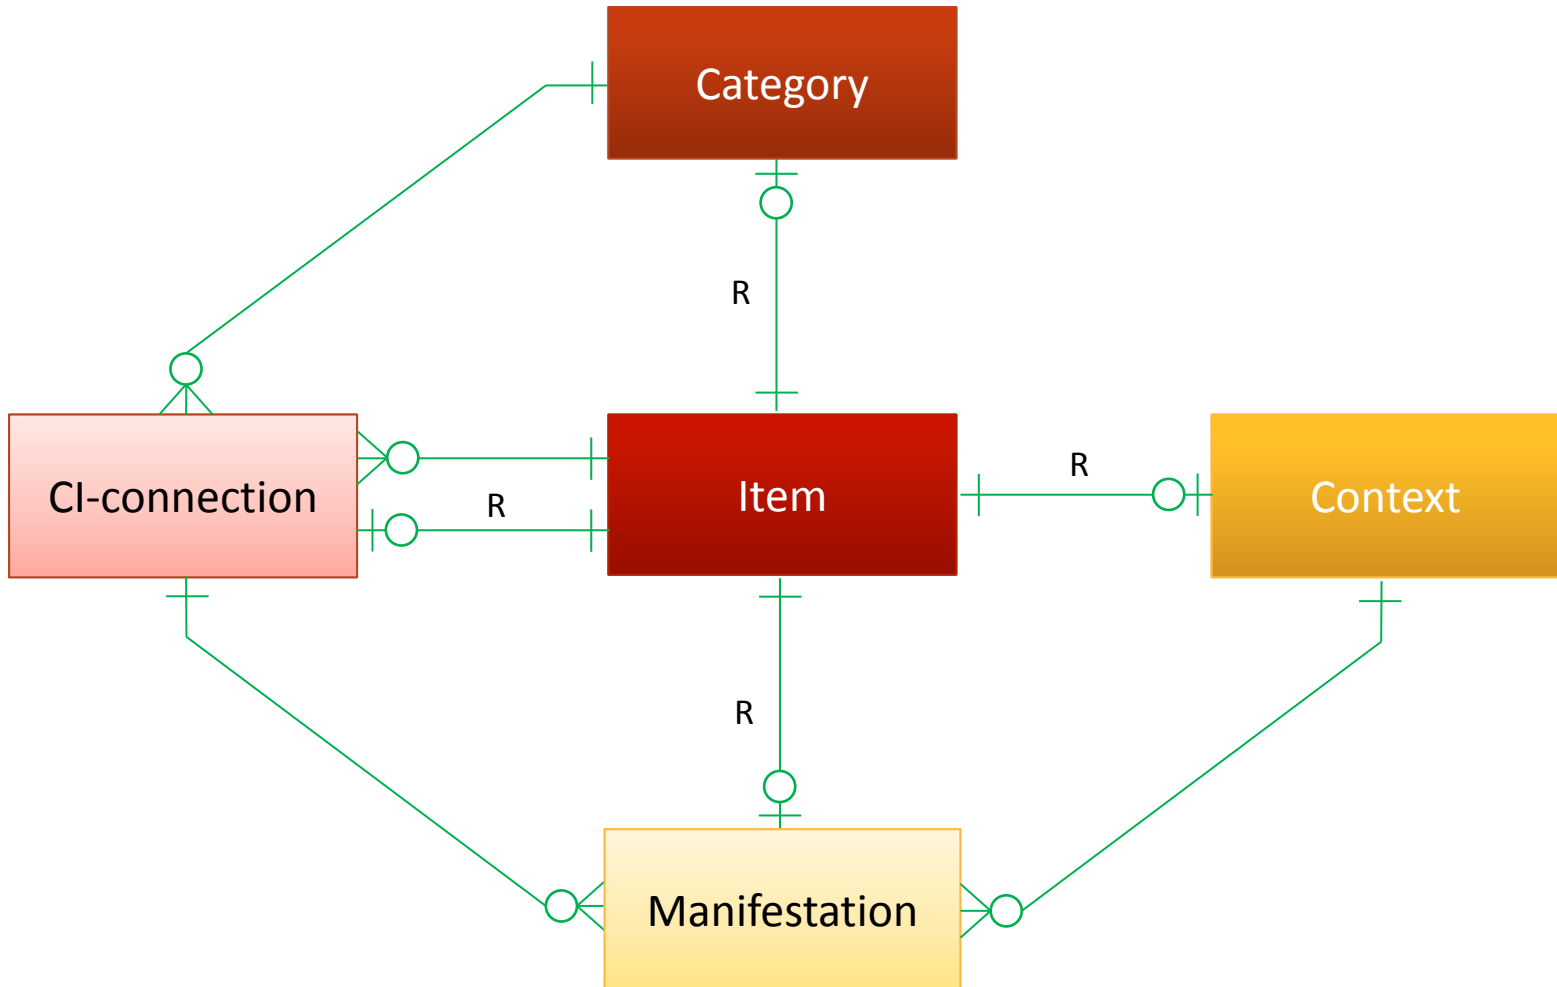 Category
R
CI-connection
R
Item
R
Context
R
Manifestation